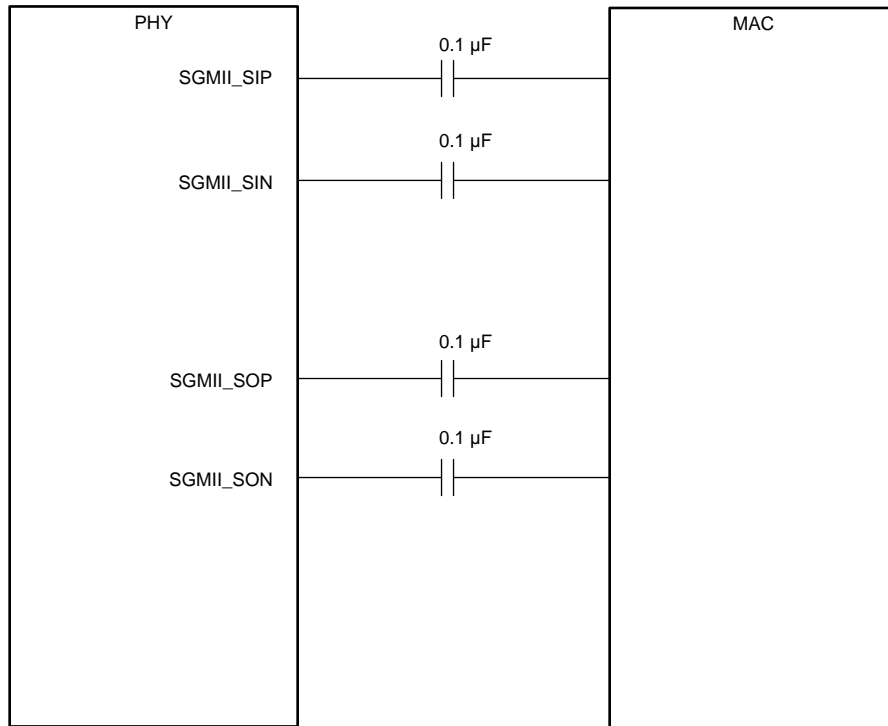 PHY
MAC
0.1 µF
SGMII_SIP
0.1 µF
SGMII_SIN
0.1 µF
SGMII_SOP
0.1 µF
SGMII_SON